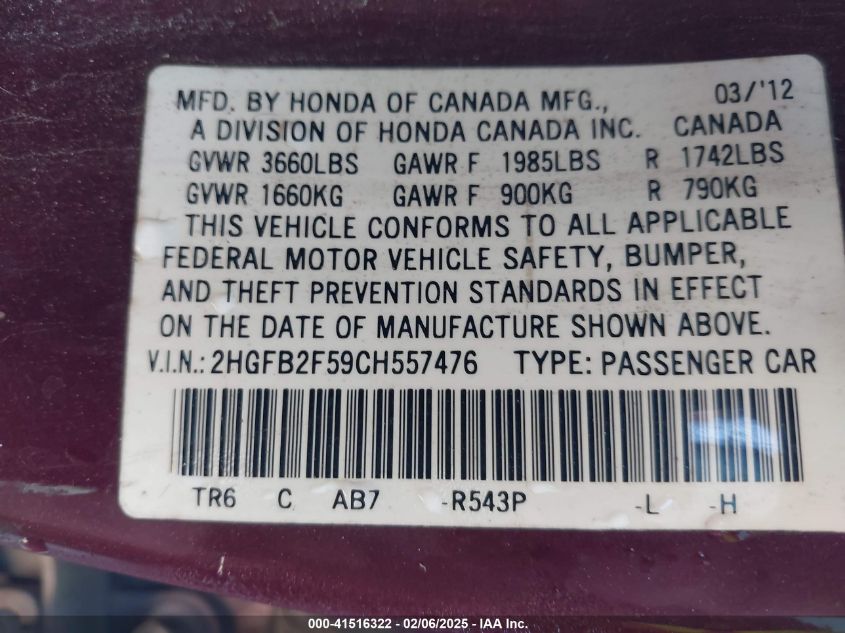 MFD. BY HONDA OF CANADA MFG., 03/'12
A DIVISION OF HONDA CANADA INC. CANADA
GVWR 3660LBS GAWR F 1985LBS R 1742LBS
GVWR 1660KG GAWR F 900KG R 790KG
THIS VEHICLE CONFORMS TO ALL APPLICABLE
FEDERAL MOTOR VEHICLE SAFETY, BUMPER,
AND THEFT PREVENTION STANDARDS IN EFFECT
ON THE DATE OF MANUFACTURE SHOWN ABOVE.
V.I.N.: 2HGFB2F59CH557476 TYPE: PASSENGER CAR
TR6 C AB7 -R543P -L -H
000-41516322 - 02/06/2025 - IAA Inc.